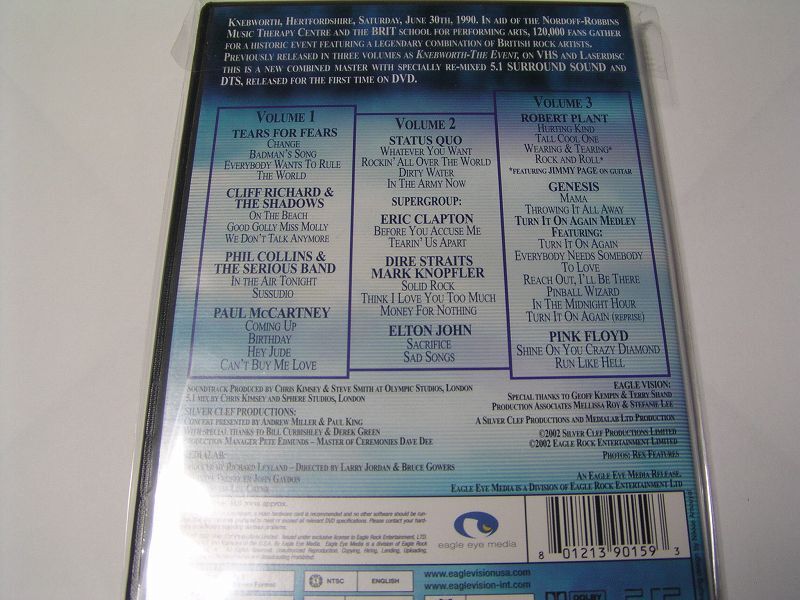 Knebworth, Hertfordshire, Saturday, June 30th, 1990. In aid of the Nordoff-Robbins
Music Therapy Centre and the BRIT school for performing arts, 120,000 fans gather
for a historic event featuring a legendary combination of British rock artists.
Previously released in three volumes as Knebworth-The Event, on VHS and Laserdisc
this is a new combined master with specially re-mixed 5.1 SURROUND SOUND and
DTS, released for the first time on DVD.
Volume 1
TEARS FOR FEARS
Change
Badman's Song
Everybody Wants To Rule
The World
CLIFF RICHARD &
THE SHADOWS
On The Beach
Good Golly Miss Molly
We Don't Talk Anymore
PHIL COLLINS &
THE SERIOUS BAND
In the Air Tonight
Sussudio
PAUL McCARTNEY
Coming Up
Birthday
Hey Jude
Can't Buy Me Love
Volume 2
STATUS QUO
Whatever You Want
Rockin' All Over The World
Dirty Water
In The Army Now
SUPERGROUP:
ERIC CLAPTON
Before You Accuse Me
Tearin' Us Apart
DIRE STRAITS
MARK KNOPFLER
Solid Rock
Think I Love You Too Much
Money For Nothing
ELTON JOHN
Sacrifice
Sad Songs
Volume 3
ROBERT PLANT
Hurting Kind
Tall Cool One
Wearing & Tearing*
Rock and Roll*
*featuring JIMMY PAGE on guitar
GENESIS
Mama
Throwing It All Away
Turn It On Again Medley
Featuring:
Turn It On Again
Everybody Needs Somebody
To Love
Reach Out, I'll Be There
Pinball Wizard
In The Midnight Hour
Turn It On Again (reprise)
PINK FLOYD
Shine On You Crazy Diamond
Run Like Hell
Soundtrack Produced by Chris Kimsey & Steve Smith at Olympic Studios, London
5.1 mix by Chris Kimsey and Sphere Studios, London
SILVER CLEF PRODUCTIONS:
Concert presented by Andrew Miller & Paul King
With special thanks to Bill Curbishley & Derek Green
Production Manager Pete Edmunds – Master of Ceremonies Dave Dee
Richard Leyland – Directed by Larry Jordan & Bruce Gowers
John Gaydon
EAGLE VISION:
Special thanks to Geoff Kempin & Terry Shand
Production Associates Mellissa Roy & Stefanie Lee
A Silver Clef Productions and Medialab Ltd Production
©2002 Silver Clef Productions Limited
©2002 Eagle Rock Entertainment Limited
Photos: Rex Features
An Eagle Eye Media Release.
Eagle Eye Media is a Division of Eagle Rock Entertainment Ltd
approx.
eagle eye media
8 01213 90159 3
NTSC
ENGLISH
www.eaglevisionusa.com
www.eaglevision-int.com
DOLBY